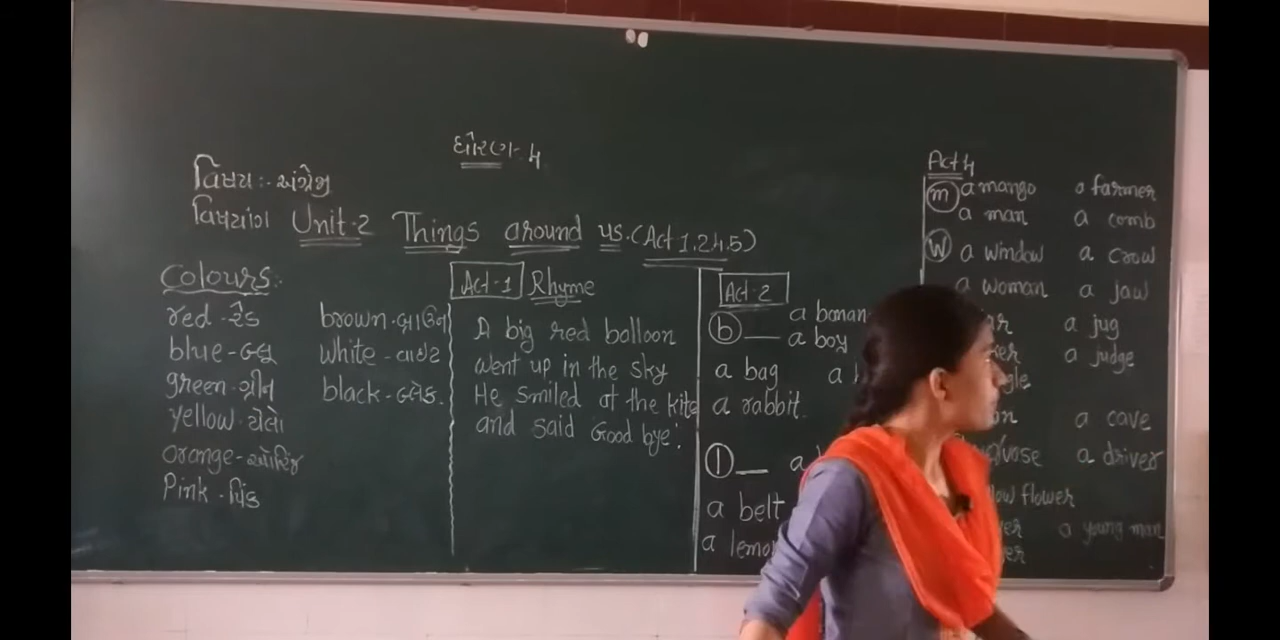 ધોરણ- ૫
વિષય :- અંગ્રેજી
વિષયાંગ Unit-2 Things around us. (Act 1,2,4,5)
Colours:-
red - રેડ
blue - બ્લુ
green - ગ્રીન
yellow - યેલો
orange - ઓરેંજ
Pink - પિંક
brown - બ્રાઉન
white - વાઈટ
black - બ્લેક.
Act-1 Rhyme
A big red balloon
went up in the sky
He smiled at the kite
and said Good bye!
Act-2
a banan
b — a boy
a bag
a rabbit.
l — a
a belt
a lemo
Act 4
m a mango a farmer
a man a comb
w a window a crow
a woman a jaw
a jug
a judge
a cave
a driver
flower
a young man